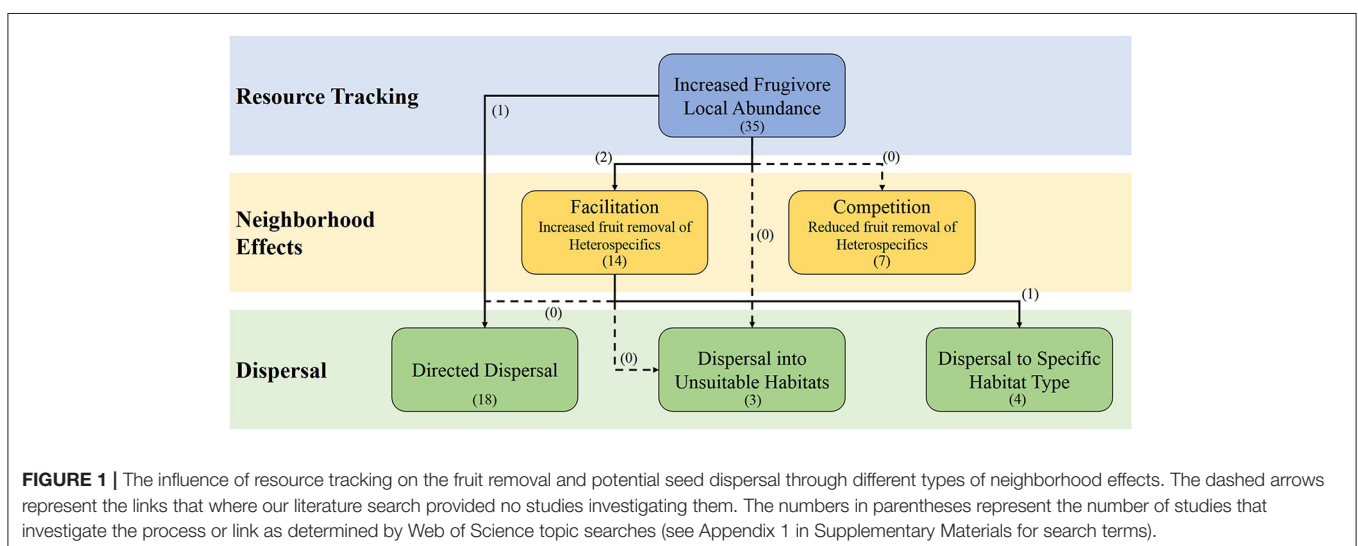 Resource Tracking
Increased Frugivore
Local Abundance
(35)
(1)
(2)
(0)
Neighborhood
Effects
Facilitation
Increased fruit removal of
Heterospecifics
(14)
Competition
Reduced fruit removal of
Heterospecifics
(7)
(0)
(1)
(0)
(0)
Dispersal
Directed Dispersal
(18)
Dispersal into
Unsuitable Habitats
(3)
Dispersal to Specific
Habitat Type
(4)
FIGURE 1 | The influence of resource tracking on the fruit removal and potential seed dispersal through different types of neighborhood effects. The dashed arrows
represent the links that where our literature search provided no studies investigating them. The numbers in parentheses represent the number of studies that
investigate the process or link as determined by Web of Science topic searches (see Appendix 1 in Supplementary Materials for search terms).